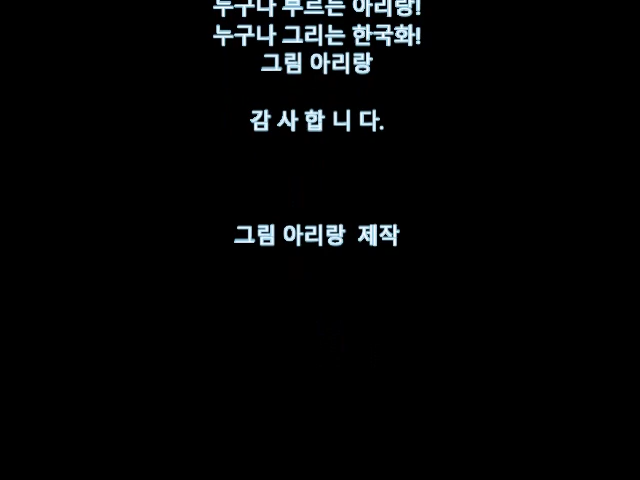 누구나 부르는 아리랑!
누구나 그리는 한국화!
그림 아리랑
감 사 합 니 다.
그림 아리랑 제작